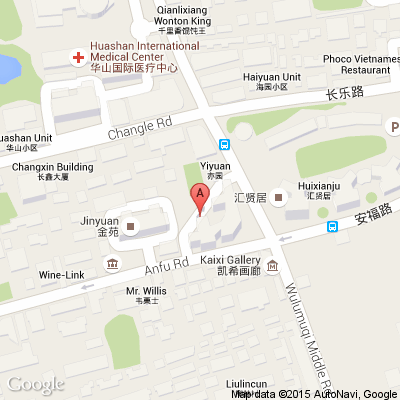 Qianlixiang
Wonton King
千里香馄饨王
Huashan International
Medical Center
华山国际医疗中心
Phoco Vietnames
Restaurant
Haiyuan Unit
海园小区
长乐路
Changle Rd
Huashan Unit
华山小区
P
Changxin Building
长鑫大厦
Yiyuan
亦园
A
汇贤居
Huixianju
汇贤居
Jinyuan
金苑
安福路
Wine-Link
Anfu Rd
Kaixi Gallery
凯希画廊
Mr. Willis
韦莫士
Wulumuqi Middle Rd
Google
Liulincun
Map data ©2015 AutoNavi, Google